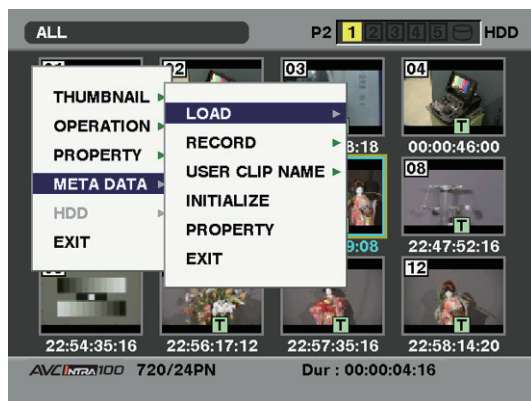 ALL P2 1 2 3 4 5 HDD
02 03 04
THUMBNAIL
OPERATION
PROPERTY
META DATA
HDD
EXIT
LOAD
RECORD
USER CLIP NAME
INITIALIZE
PROPERTY
EXIT
T
8:18 00:00:46:00
08
T
9:08 22:47:52:16
12
T T T
22:54:35:16 22:56:17:12 22:57:35:16 22:58:14:20
AVC INTRA 100 720/24PN Dur : 00:00:04:16